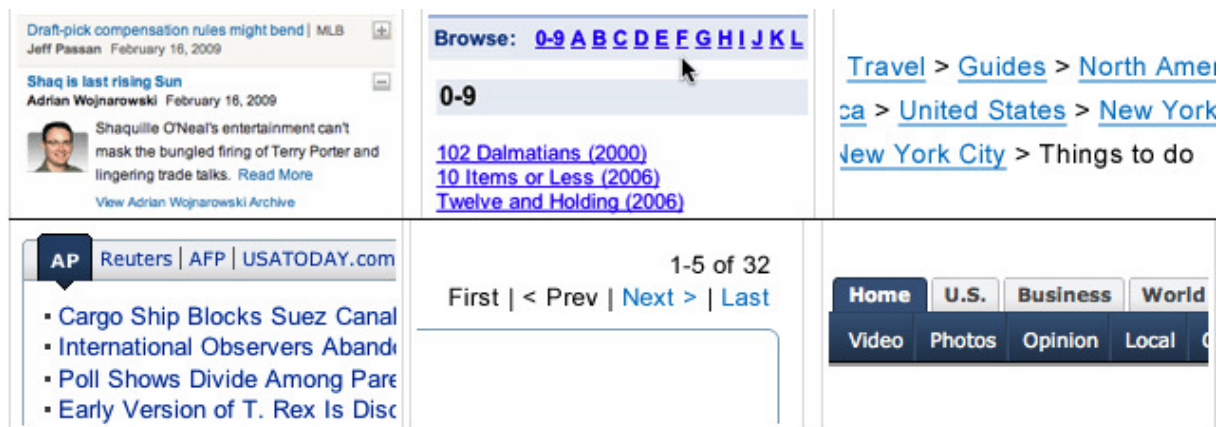 Draft-pick compensation rules might bend | MLB
Jeff Passan February 16, 2009
Shaq is last rising Sun
Adrian Wojnarowski February 16, 2009
Shaquille O'Neal's entertainment can't
mask the bungled firing of Terry Porter and
lingering trade talks. Read More
View Adrian Wojnarowski Archive
Browse: 0-9 A B C D E F G H I J K L
0-9
102 Dalmatians (2000)
10 Items or Less (2006)
Twelve and Holding (2006)
Travel > Guides > North Amer
ca > United States > New York
New York City > Things to do
AP Reuters | AFP | USATODAY.com
Cargo Ship Blocks Suez Canal
International Observers Aband
Poll Shows Divide Among Pare
Early Version of T. Rex Is Disc
1-5 of 32
First | < Prev | Next > | Last
Home U.S. Business World
Video Photos Opinion Local